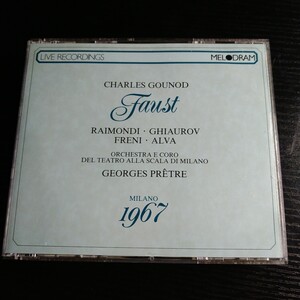 LIVE RECORDINGS
MELODRAM
CHARLES GOUNOD
Faust
RAIMONDI · GHIAUROV
FRENI · ALVA
ORCHESTRA E CORO
DEL TEATRO ALLA SCALA DI MILANO
GEORGES PRÊTRE
MILANO
1967